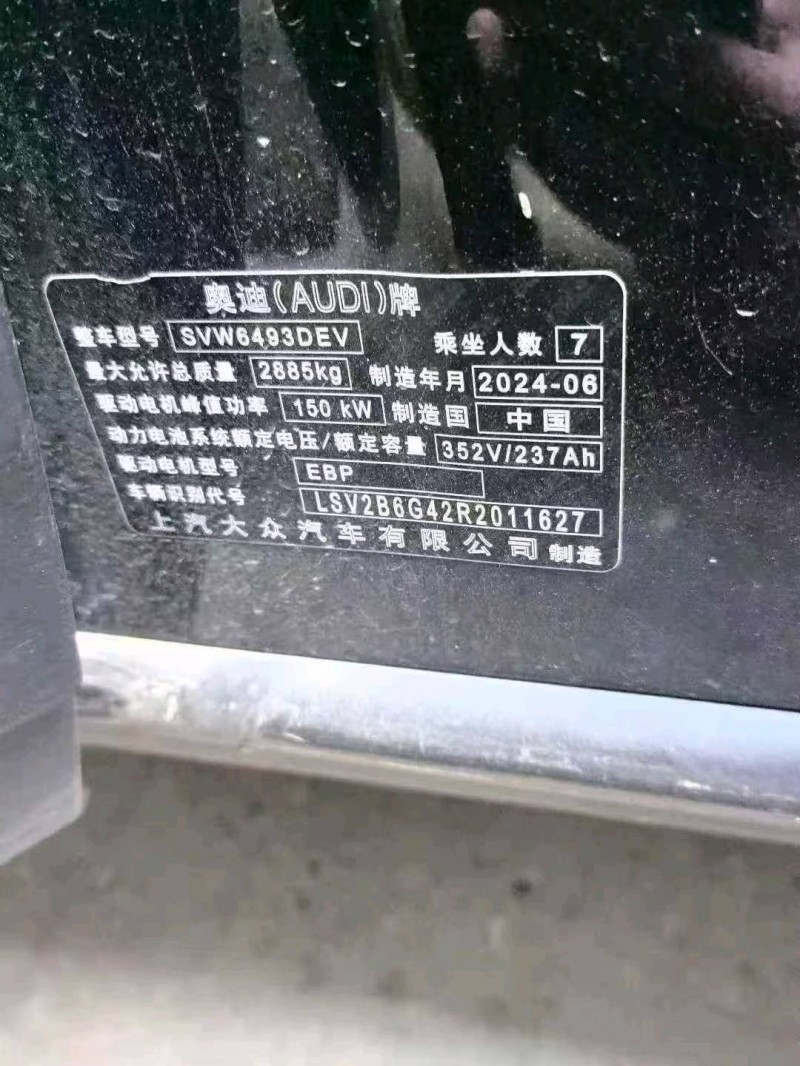 奥迪(AUDI)牌
整车型号 SVW6493DEV 乘坐人数 7
最大允许总质量 2885kg 制造年月 2024-06
驱动电机峰值功率 150 kW 制造国 中国
动力电池系统额定电压/额定容量 352V/237Ah
驱动电机型号 EBP
车辆识别代号 LSV2B6G42R2011627
上汽大众汽车有限公司 制造